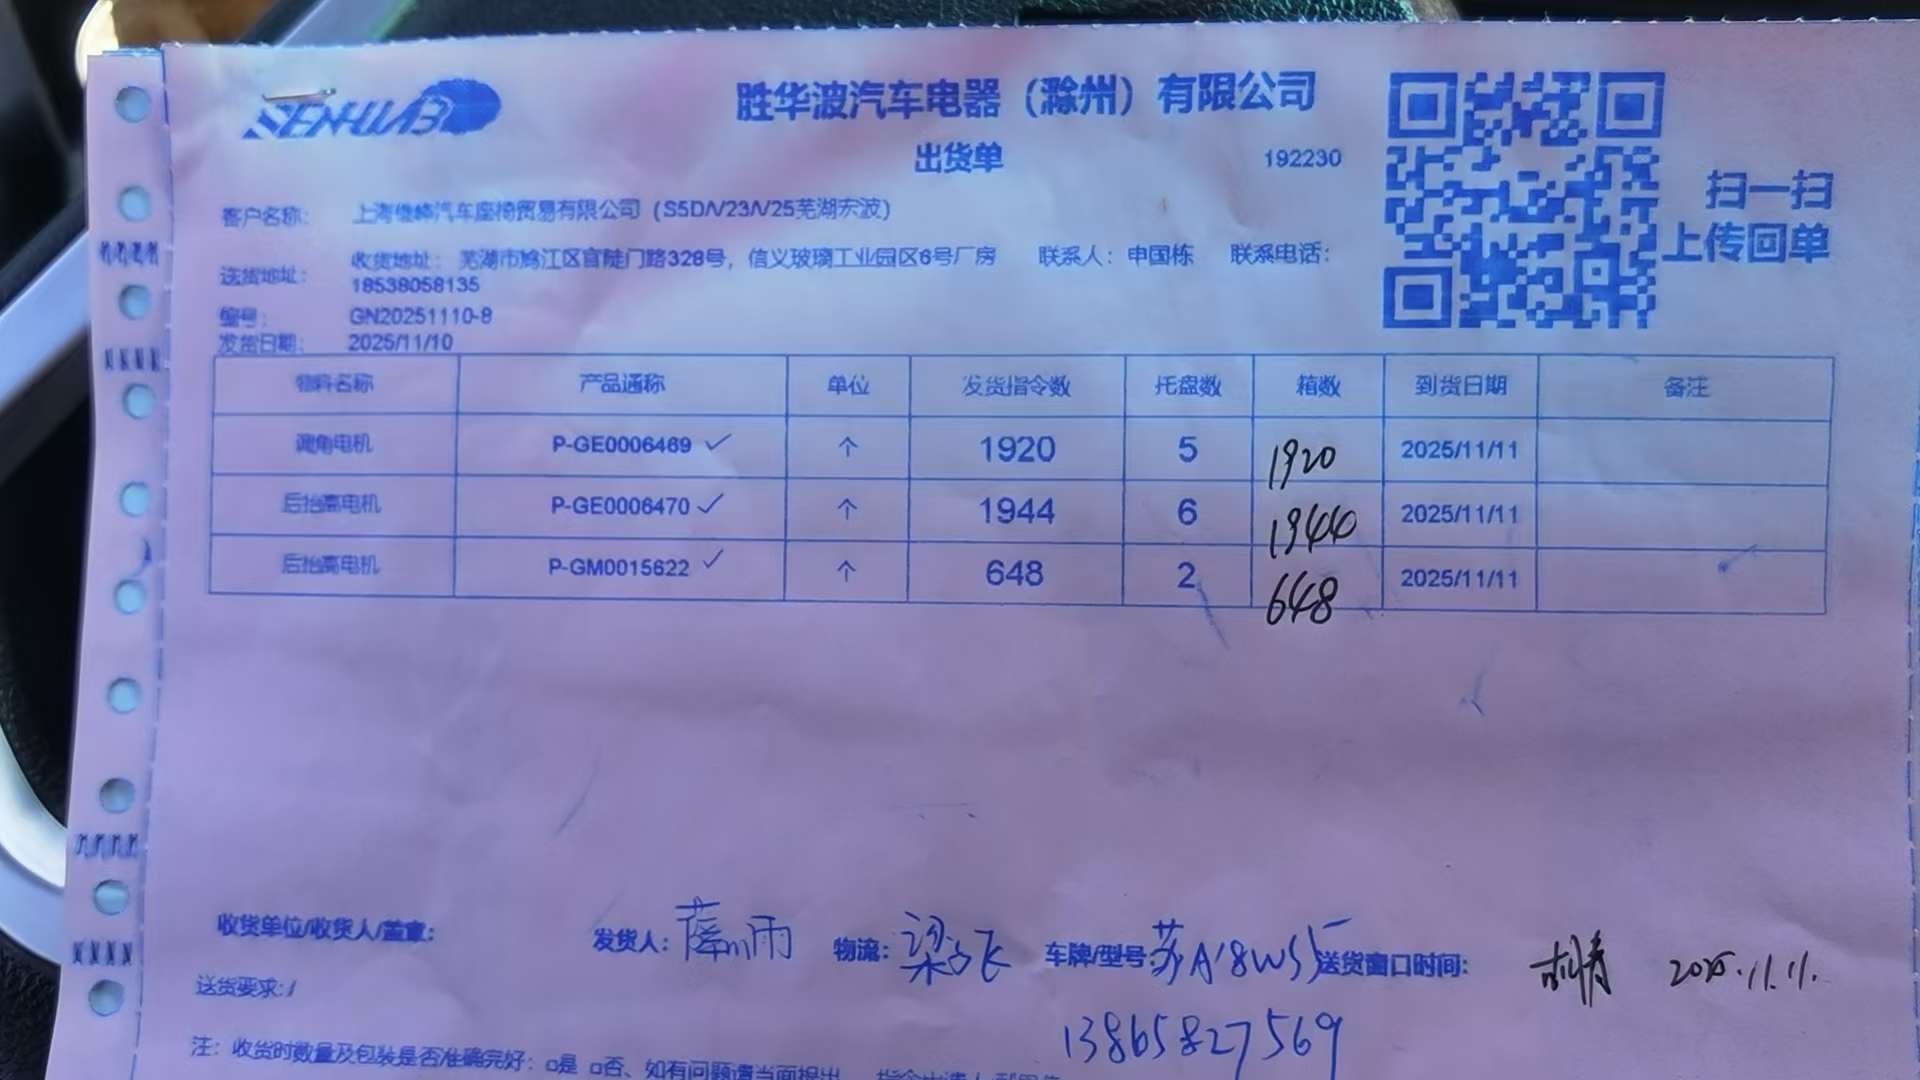 SENHUAB
胜华波汽车电器（滁州）有限公司
出货单 192230
扫一扫
上传回单
客户名称： 上海俊峰汽车座椅贸易有限公司（S5D/V23/V25芜湖宏波）
送货地址： 收货地址：芜湖市鸠江区官陡门路328号，信义玻璃工业园区6号厂房 联系人：申国栋 联系电话：
18538058135
编号： GN20251110-8
发货日期： 2025/11/10
物料名称 产品通称 单位 发货指令数 托盘数 箱数 到货日期 备注
调角电机 P-GE0006469 ✓ 个 1920 5 1920 2025/11/11
后抬高电机 P-GE0006470 ✓ 个 1944 6 1944 2025/11/11
后抬高电机 P-GM0015622 ✓ 个 648 2 648 2025/11/11
收货单位/收货人/盖章： 发货人： 雨 物流：梁飞 车牌/型号：苏A·8W55 送货窗口时间： 2025.11.11.
送货要求：/
13865827569
注：收货时数量及包装是否准确完好：□是 □否、如有问题请当面提出